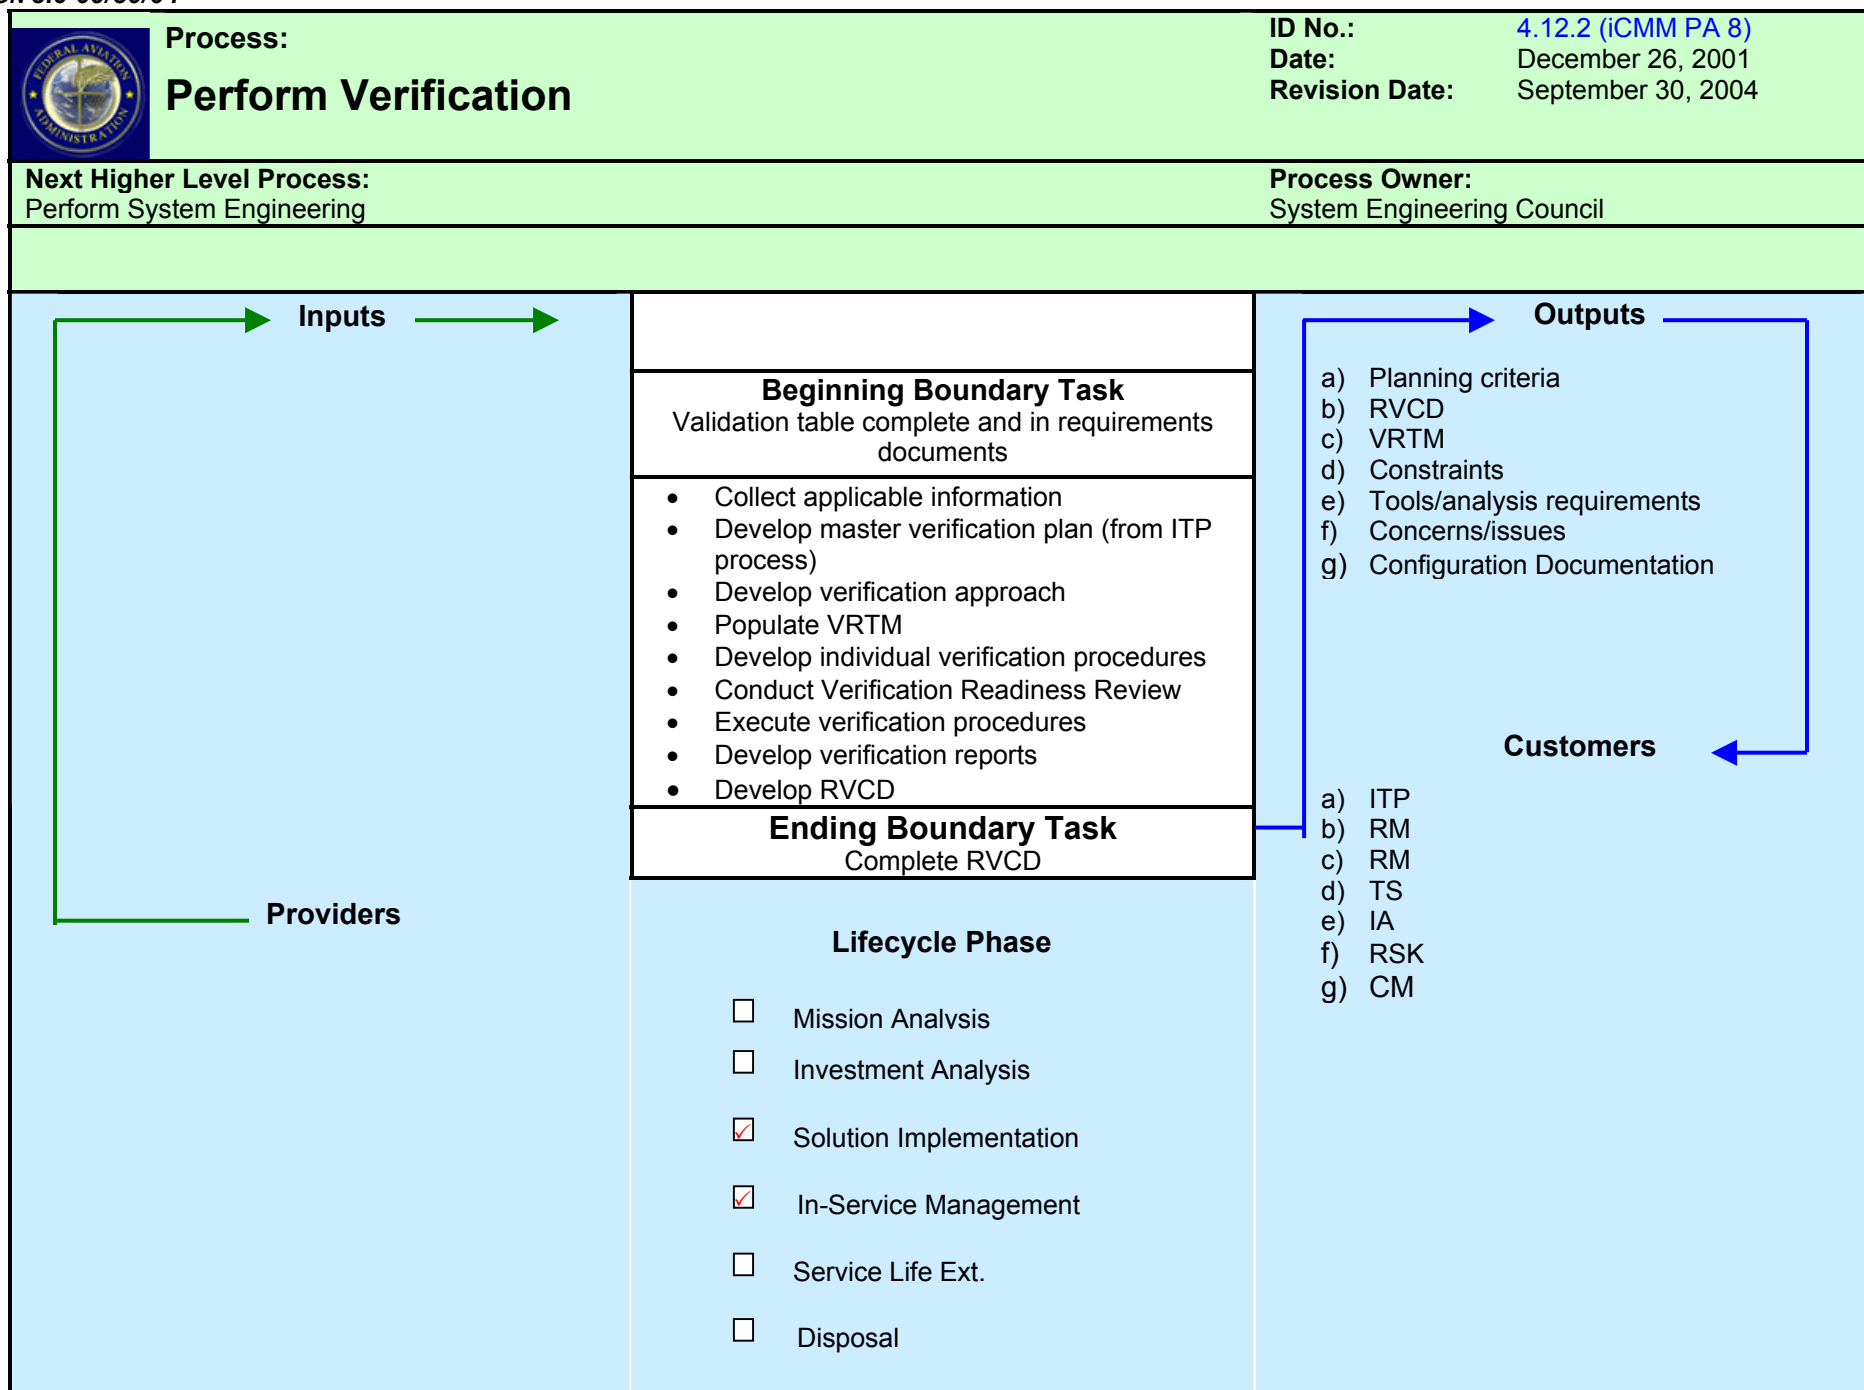 Process:
Perform Verification
ID No.: 4.12.2 (iCMM PA 8)
Date: December 26, 2001
Revision Date: September 30, 2004
FEDERAL AVIATION
ADMINISTRATION
Next Higher Level Process:
Perform System Engineering
Process Owner:
System Engineering Council
Inputs
Providers
Beginning Boundary Task
Validation table complete and in requirements
documents
• Collect applicable information
• Develop master verification plan (from ITP
process)
• Develop verification approach
• Populate VRTM
• Develop individual verification procedures
• Conduct Verification Readiness Review
• Execute verification procedures
• Develop verification reports
• Develop RVCD
Ending Boundary Task
Complete RVCD
Lifecycle Phase
Mission Analysis
Investment Analysis
✓ Solution Implementation
✓ In-Service Management
Service Life Ext.
Disposal
Outputs
a) Planning criteria
b) RVCD
c) VRTM
d) Constraints
e) Tools/analysis requirements
f) Concerns/issues
g) Configuration Documentation
Customers
a) ITP
b) RM
c) RM
d) TS
e) IA
f) RSK
g) CM